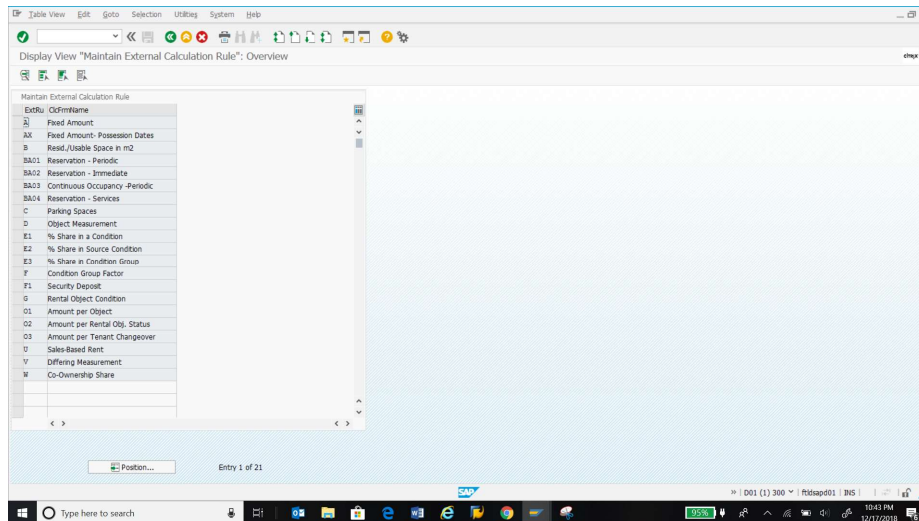 Table View Edit Goto Selection Utilities System Help
Display View "Maintain External Calculation Rule": Overview
citrix
Maintain External Calculation Rule
ExtRu ClcFrmName
A Fixed Amount
AX Fixed Amount- Possession Dates
B Resid./Usable Space in m2
BA01 Reservation - Periodic
BA02 Reservation - Immediate
BA03 Continuous Occupancy -Periodic
BA04 Reservation - Services
C Parking Spaces
D Object Measurement
E1 % Share in a Condition
E2 % Share in Source Condition
E3 % Share in Condition Group
F Condition Group Factor
F1 Security Deposit
G Rental Object Condition
O1 Amount per Object
O2 Amount per Rental Obj. Status
O3 Amount per Tenant Changeover
U Sales-Based Rent
V Differing Measurement
W Co-Ownership Share
Position... Entry 1 of 21
SAP » D01 (1) 300 ftldsapd01 INS
Type here to search 95% 10:43 PM
12/17/2018